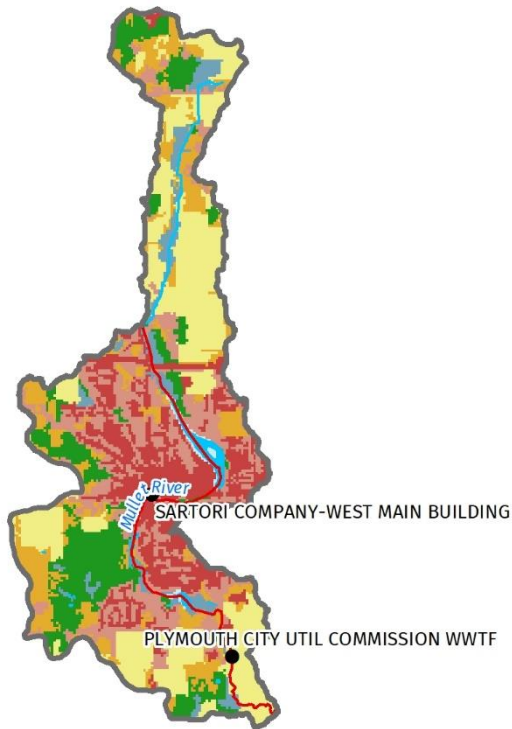 Mullet River
SARTORI COMPANY-WEST MAIN BUILDING
PLYMOUTH CITY UTIL COMMISSION WWTF